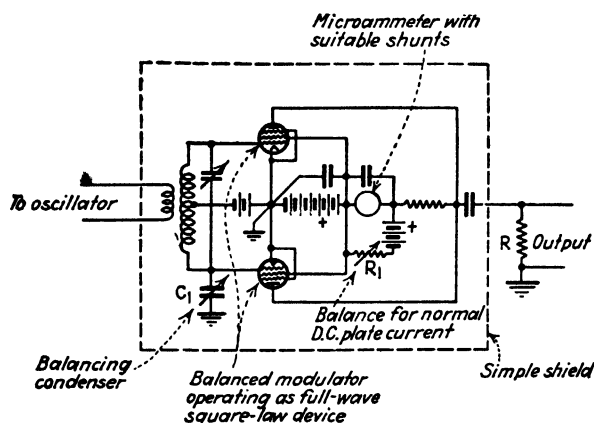 Microammeter with
suitable shunts
To oscillator
+
+
R₁
R
Output
C₁
Balance for normal
D.C. plate current
Balancing
condenser
Balanced modulator
operating as full-wave
square-law device
Simple shield